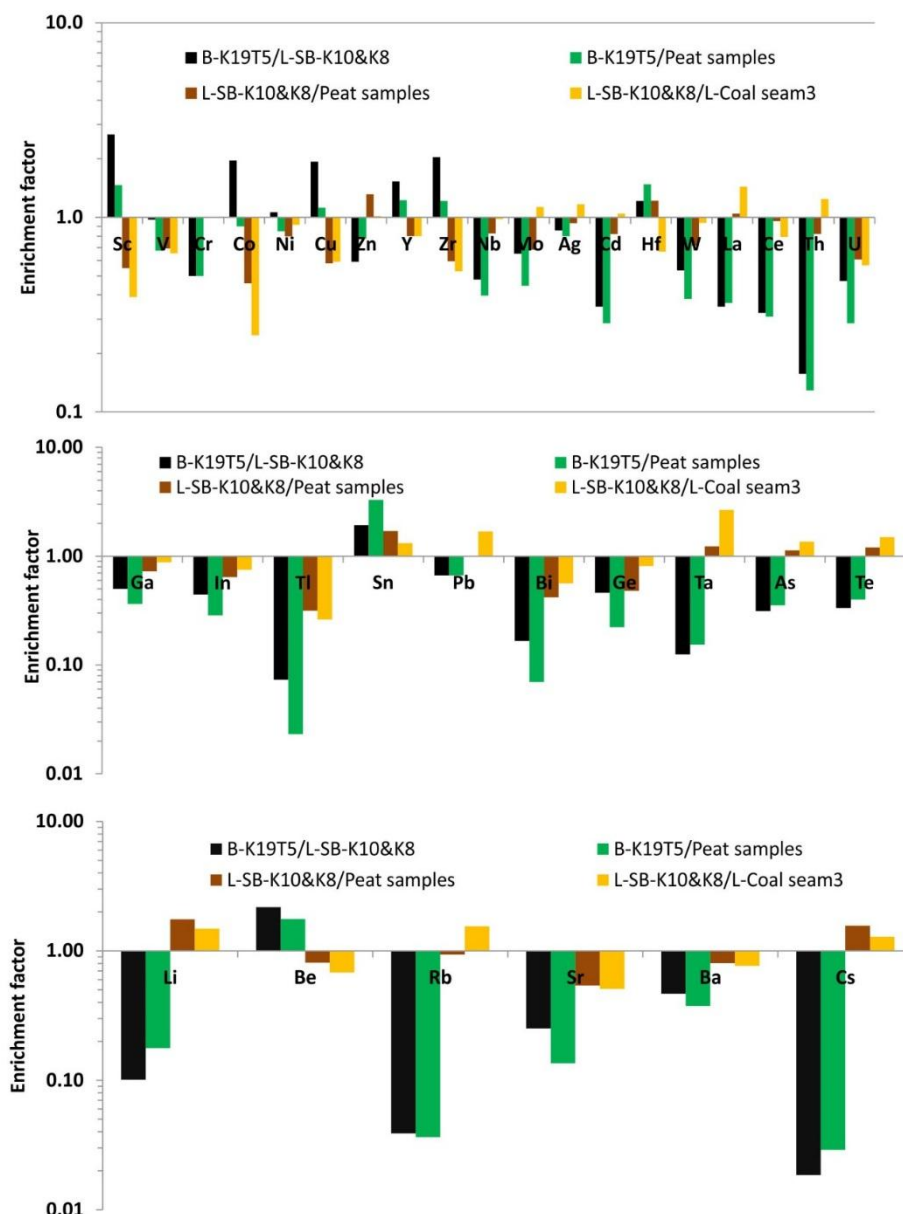 10.0
B-K19T5/L-SB-K10&K8 B-K19T5/Peat samples
L-SB-K10&K8/Peat samples L-SB-K10&K8/L-Coal seam3
Enrichment factor
1.0
Sc V Cr Co Ni Cu Zn Y Zr Nb Mo Ag Cd Hf W La Ce Th U
0.1
10.00
B-K19T5/L-SB-K10&K8 B-K19T5/Peat samples
L-SB-K10&K8/Peat samples L-SB-K10&K8/L-Coal seam3
Enrichment factor
1.00
Ga In Tl Sn Pb Bi Ge Ta As Te
0.10
0.01
10.00
B-K19T5/L-SB-K10&K8 B-K19T5/Peat samples
L-SB-K10&K8/Peat samples L-SB-K10&K8/L-Coal seam3
Enrichment factor
1.00
Li Be Rb Sr Ba Cs
0.10
0.01